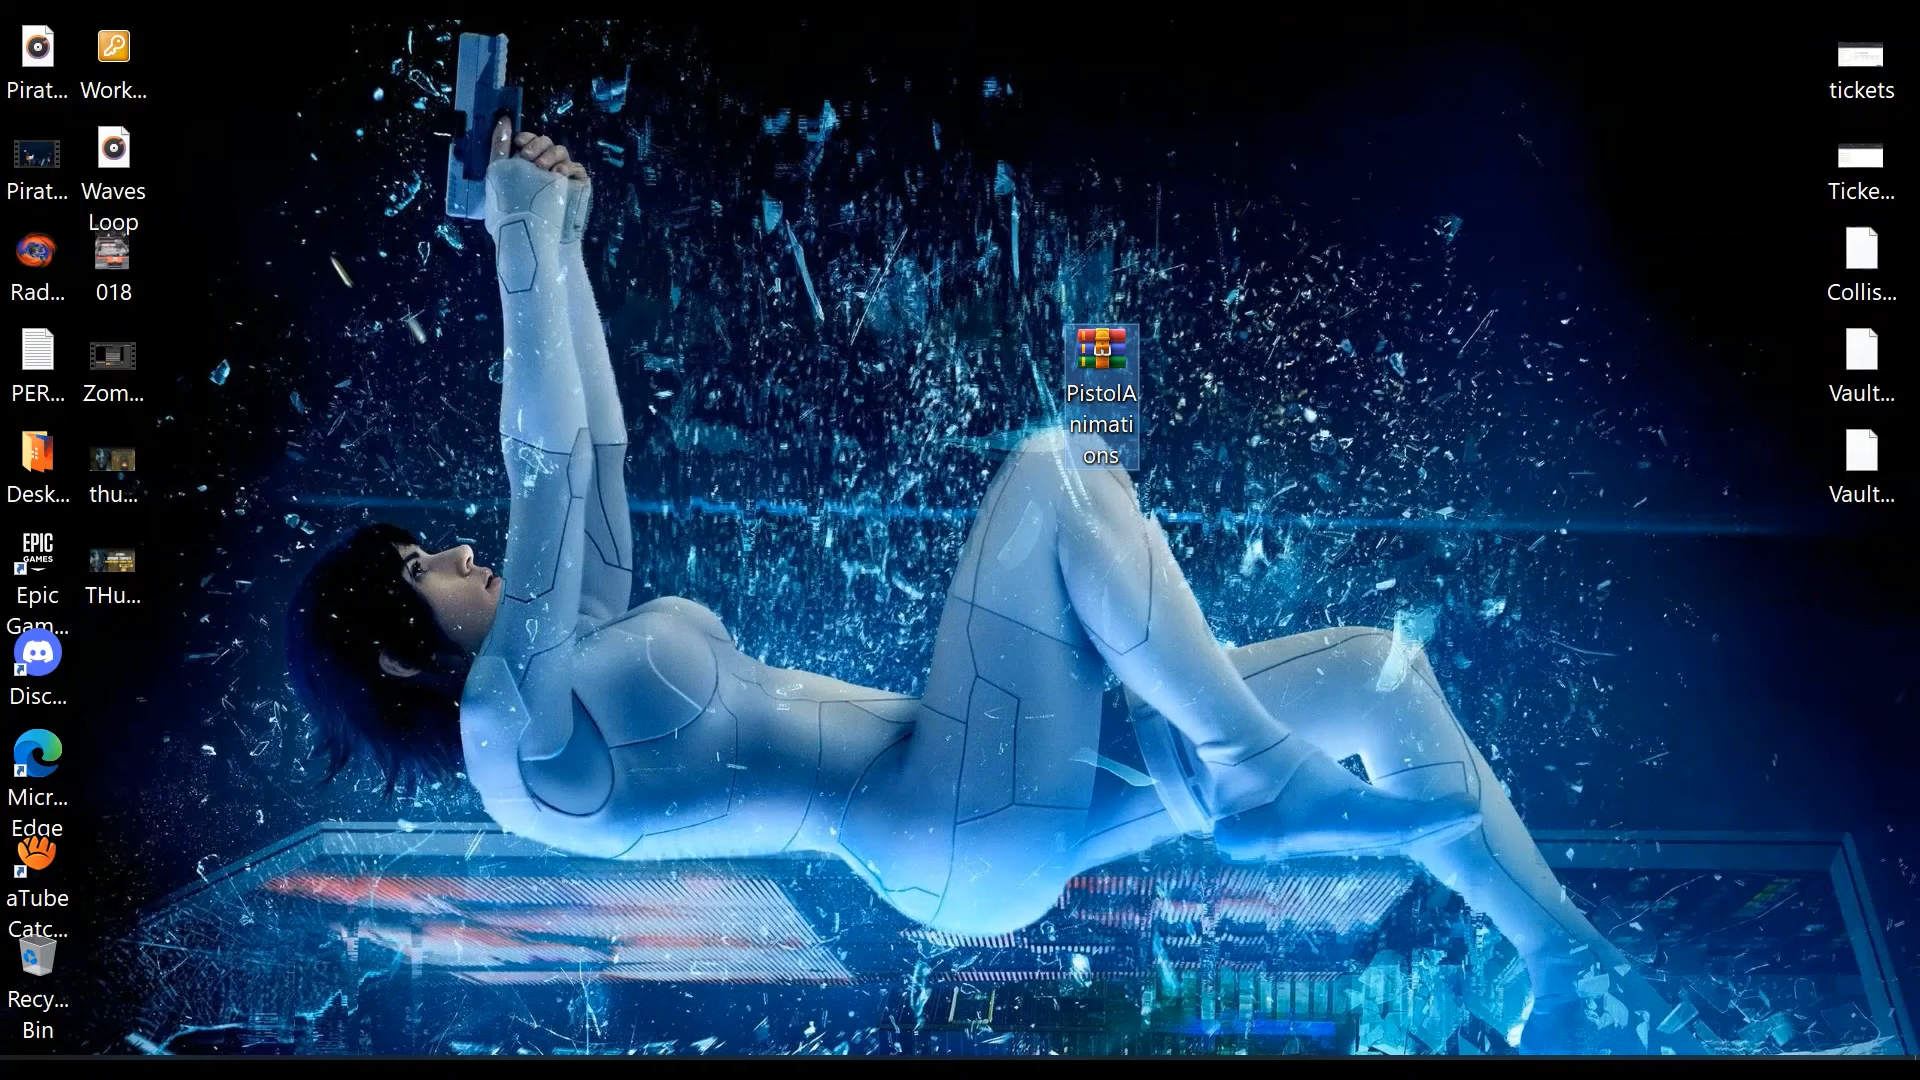 Pirat...
Work...
Pirat...
Waves
Loop
Rad...
018
PER...
Zom...
Desk...
thu...
EPIC
GAMES
Epic
Gam...
THu...
Disc...
Micr...
Edge
aTube
Catc...
Recy...
Bin
PistolA
nimati
ons
tickets
Ticke...
Collis...
Vault...
Vault...